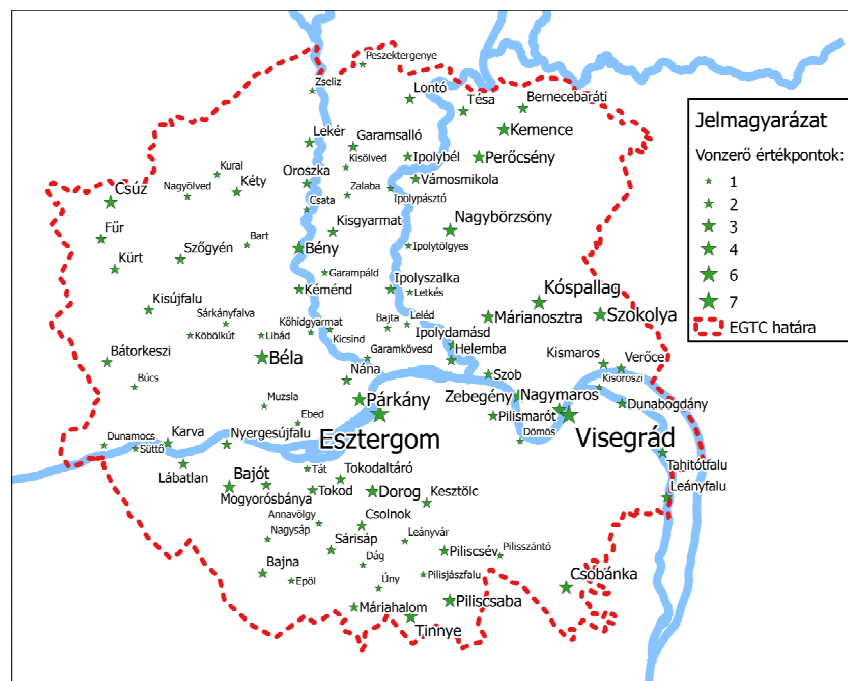 Peszektergenye
Zseliz
Lontó
Tésa
Bernecebaráti
Kemence
Lekér
Garamsalló
Ipolybél
Perőcsény
Kisölved
Kural
Kéty
Oroszka
Vámosmikola
Csúz
Nagyölved
Zalaba
Ipolypásztó
Csata
Kisgyarmat
Nagybörzsöny
Fűr
Bart
Bény
Ipolytölgyes
Kürt
Szőgyén
Garampáld
Ipolyszalka
Kéménd
Letkés
Kóspallag
Kisújfalu
Sárkányfalva
Kőhídgyarmat
Bajta
Leléd
Márianosztra
Szokolya
Köbölkút
Libád
Kicsind
Ipolydamásd
Helemba
Bátorkeszi
Béla
Garamkövesd
Kismaros
Verőce
Búcs
Nána
Szob
Kisoroszi
Muzsla
Párkány
Zebegény
Nagymaros
Dunabogdány
Ebed
Esztergom
Pilismarót
Visegrád
Dunamocs
Karva
Nyergesújfalu
Dömös
Süttő
Lábatlan
Tát
Tokodaltáró
Tahitótfalu
Bajót
Mogyorósbánya
Tokod
Dorog
Kesztölc
Leányfalu
Annavölgy
Csolnok
Nagysáp
Sárisáp
Leányvár
Piliscsév
Pilisszántó
Bajna
Dág
Epöl
Úny
Pilisjászfalu
Csobánka
Máriahalom
Piliscsaba
Tinnye
Jelmagyarázat
Vonzerő értékpontok:
1
2
3
4
6
7
EGTC határa